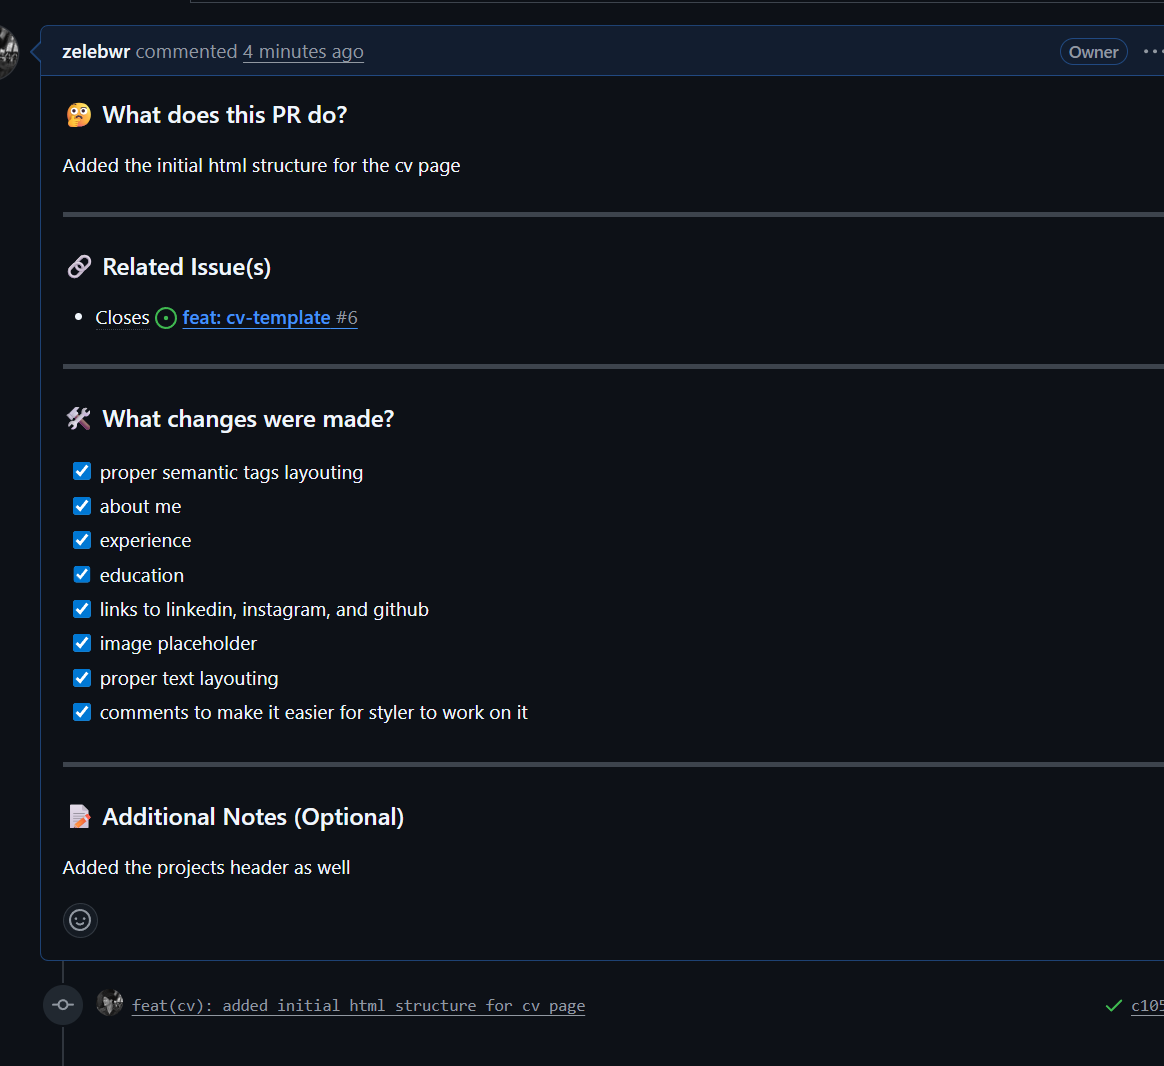 zelebwr commented 4 minutes ago Owner
🤔 What does this PR do?
Added the initial html structure for the cv page
🔗 Related Issue(s)
• Closes feat: cv-template #6
🛠️ What changes were made?
proper semantic tags layouting
about me
experience
education
links to linkedin, instagram, and github
image placeholder
proper text layouting
comments to make it easier for styler to work on it
📝 Additional Notes (Optional)
Added the projects header as well
feat(cv): added initial html structure for cv page c105